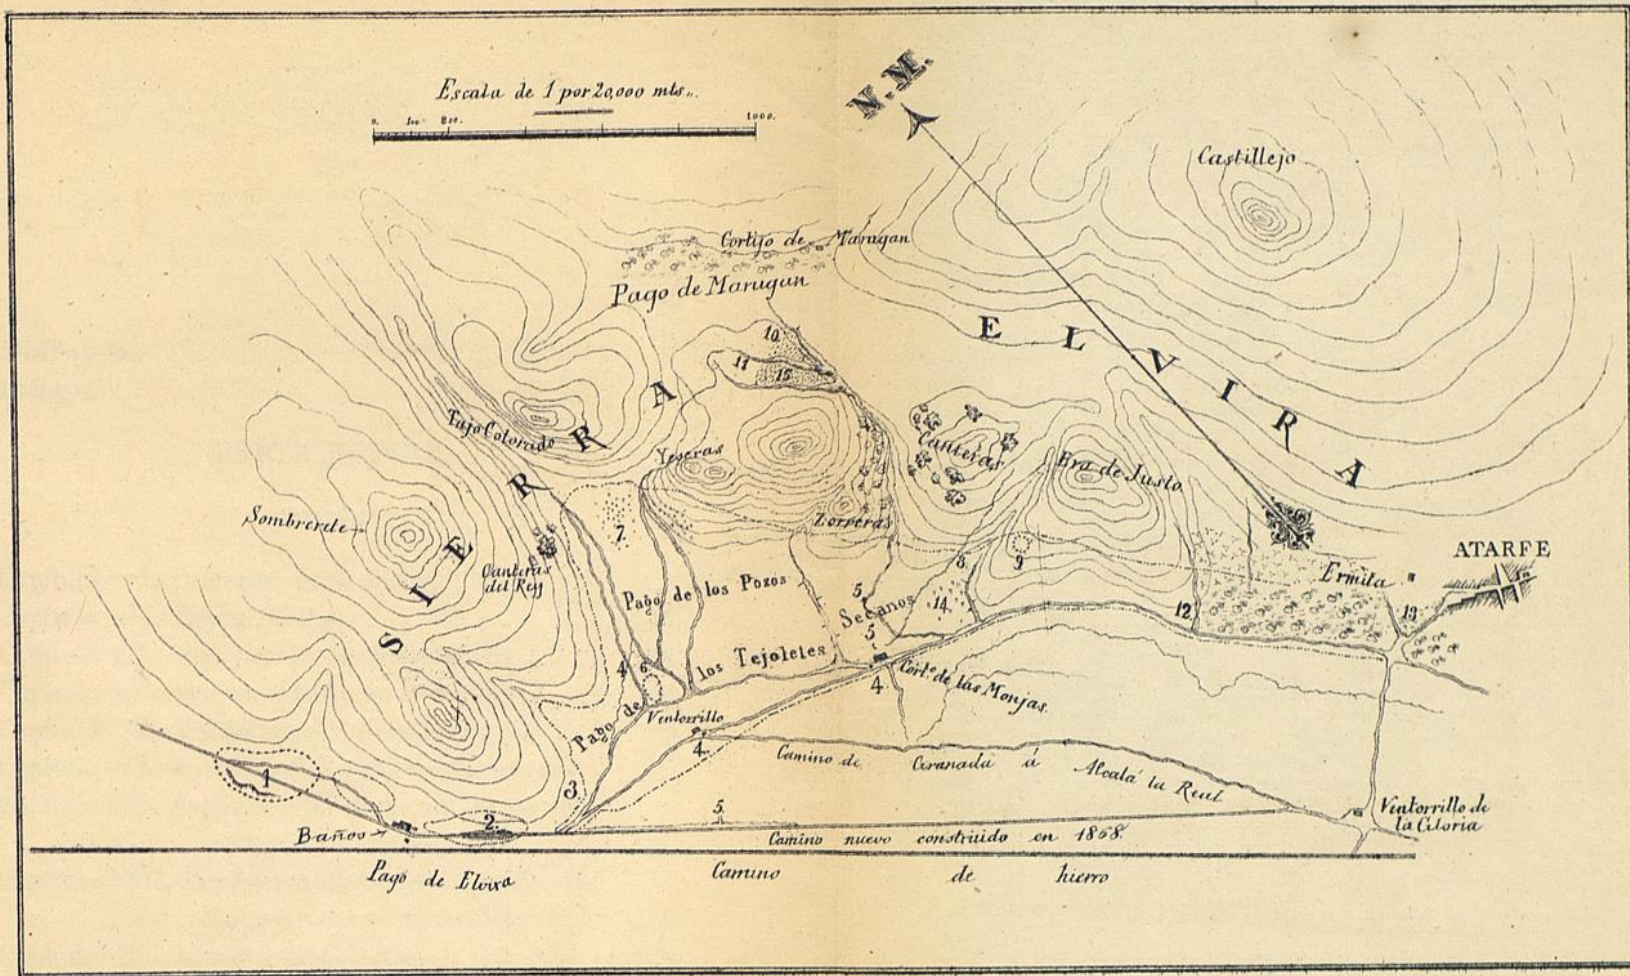 Escala de 1 por 20,000 mts.
0. 100 200. 1000.
N.M.
Castillejo
Cortijo de Marugan
Pago de Marugan
SIERRA ELVIRA
10.
11
15
Tajo Colorado
Yeseras
Canteras
Era de Justo
Sombrerete
Zorreras
7.
8.
9
ATARFE
Ermita
Canteras del Rey
Pago de los Pozos
5
Secanos
14.
12.
13.
5
4
6
Pago de los Tejoletes
Cort.º de las Monjas.
4.
Ventorrillo
4.
Camino de Granada á Alcalá la Real
1
3.
5.
2.
Baños
Camino nuevo construido en 1868.
Ventorrillo de
la Gloria
Pago de Elvira
Camino de hierro